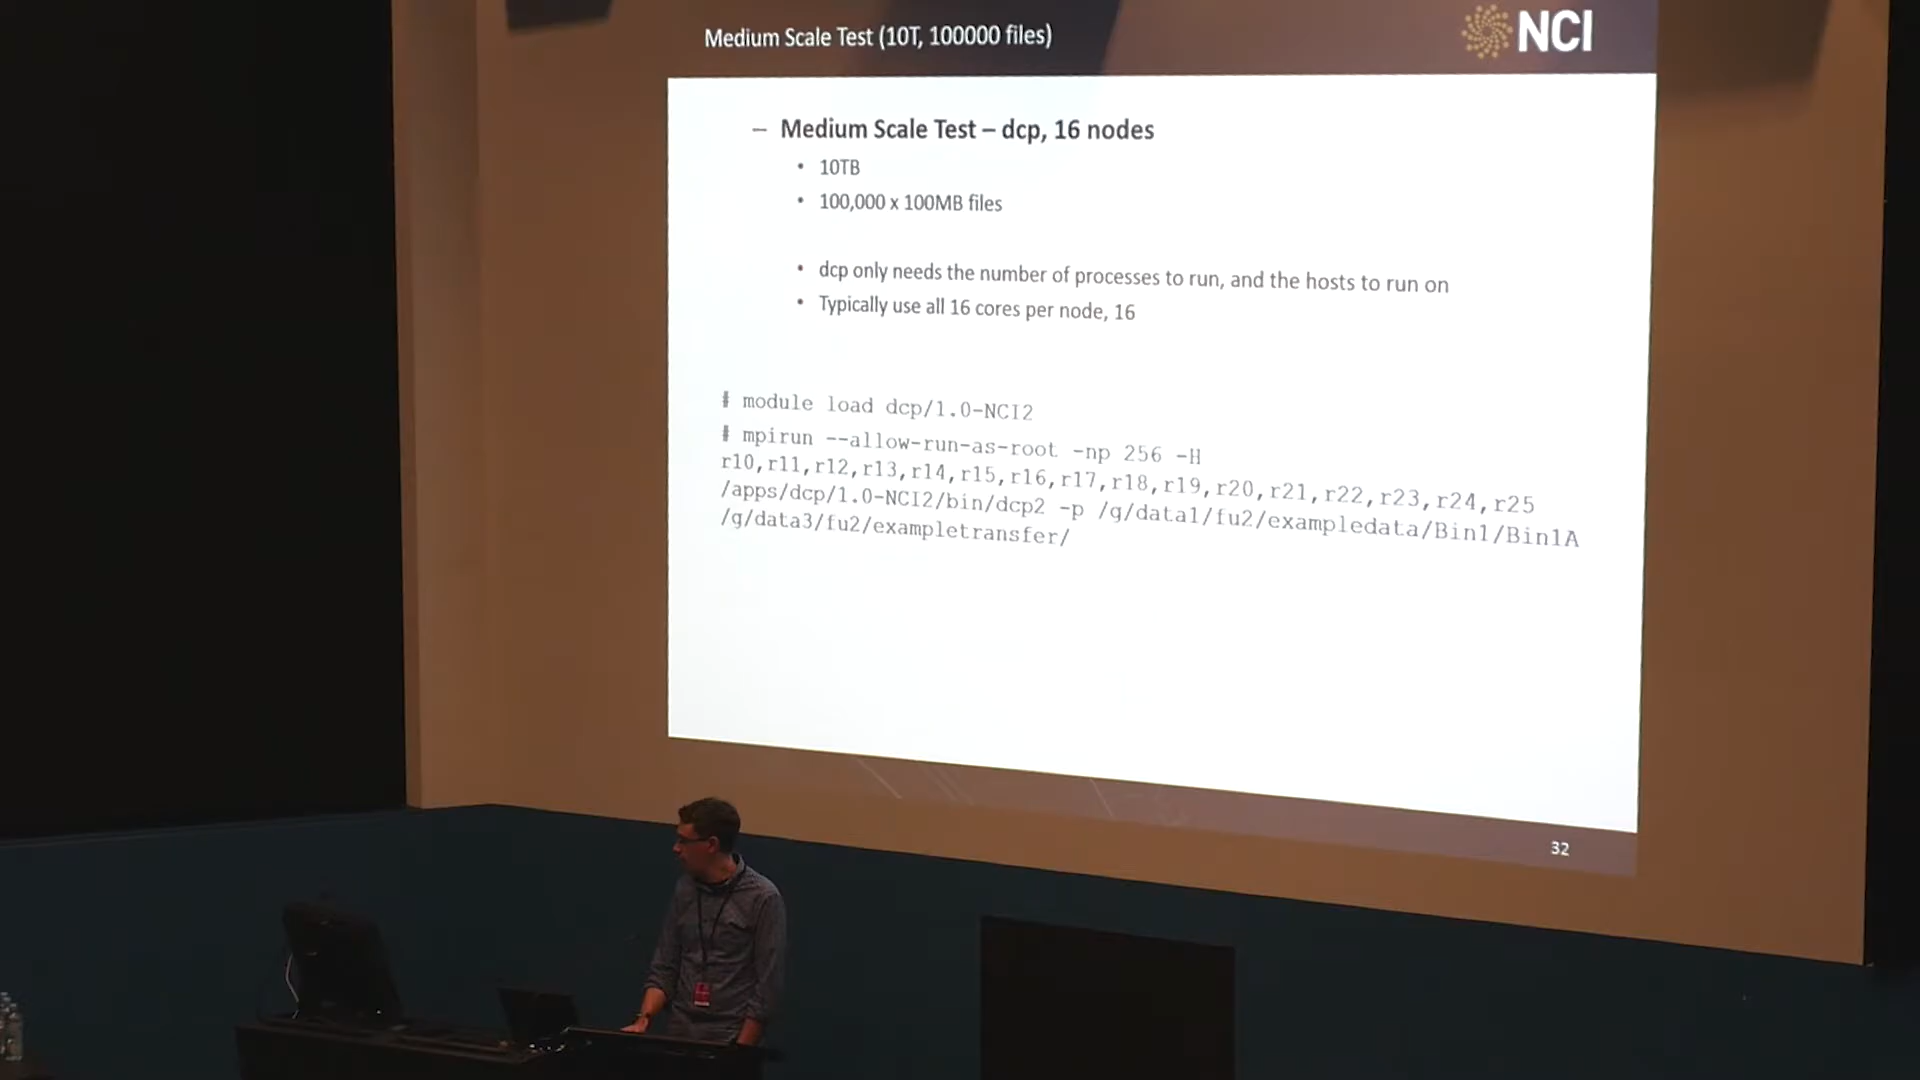 Medium Scale Test (10T, 100000 files)
NCI
– Medium Scale Test – dcp, 16 nodes
• 10TB
• 100,000 x 100MB files
• dcp only needs the number of processes to run, and the hosts to run on
• Typically use all 16 cores per node, 16
# module load dcp/1.0-NCI2
# mpirun --allow-run-as-root -np 256 -H
r10,r11,r12,r13,r14,r15,r16,r17,r18,r19,r20,r21,r22,r23,r24,r25
/apps/dcp/1.0-NCI2/bin/dcp2 -p /g/data1/fu2/exampledata/Bin1/Bin1A
/g/data3/fu2/exampletransfer/
32